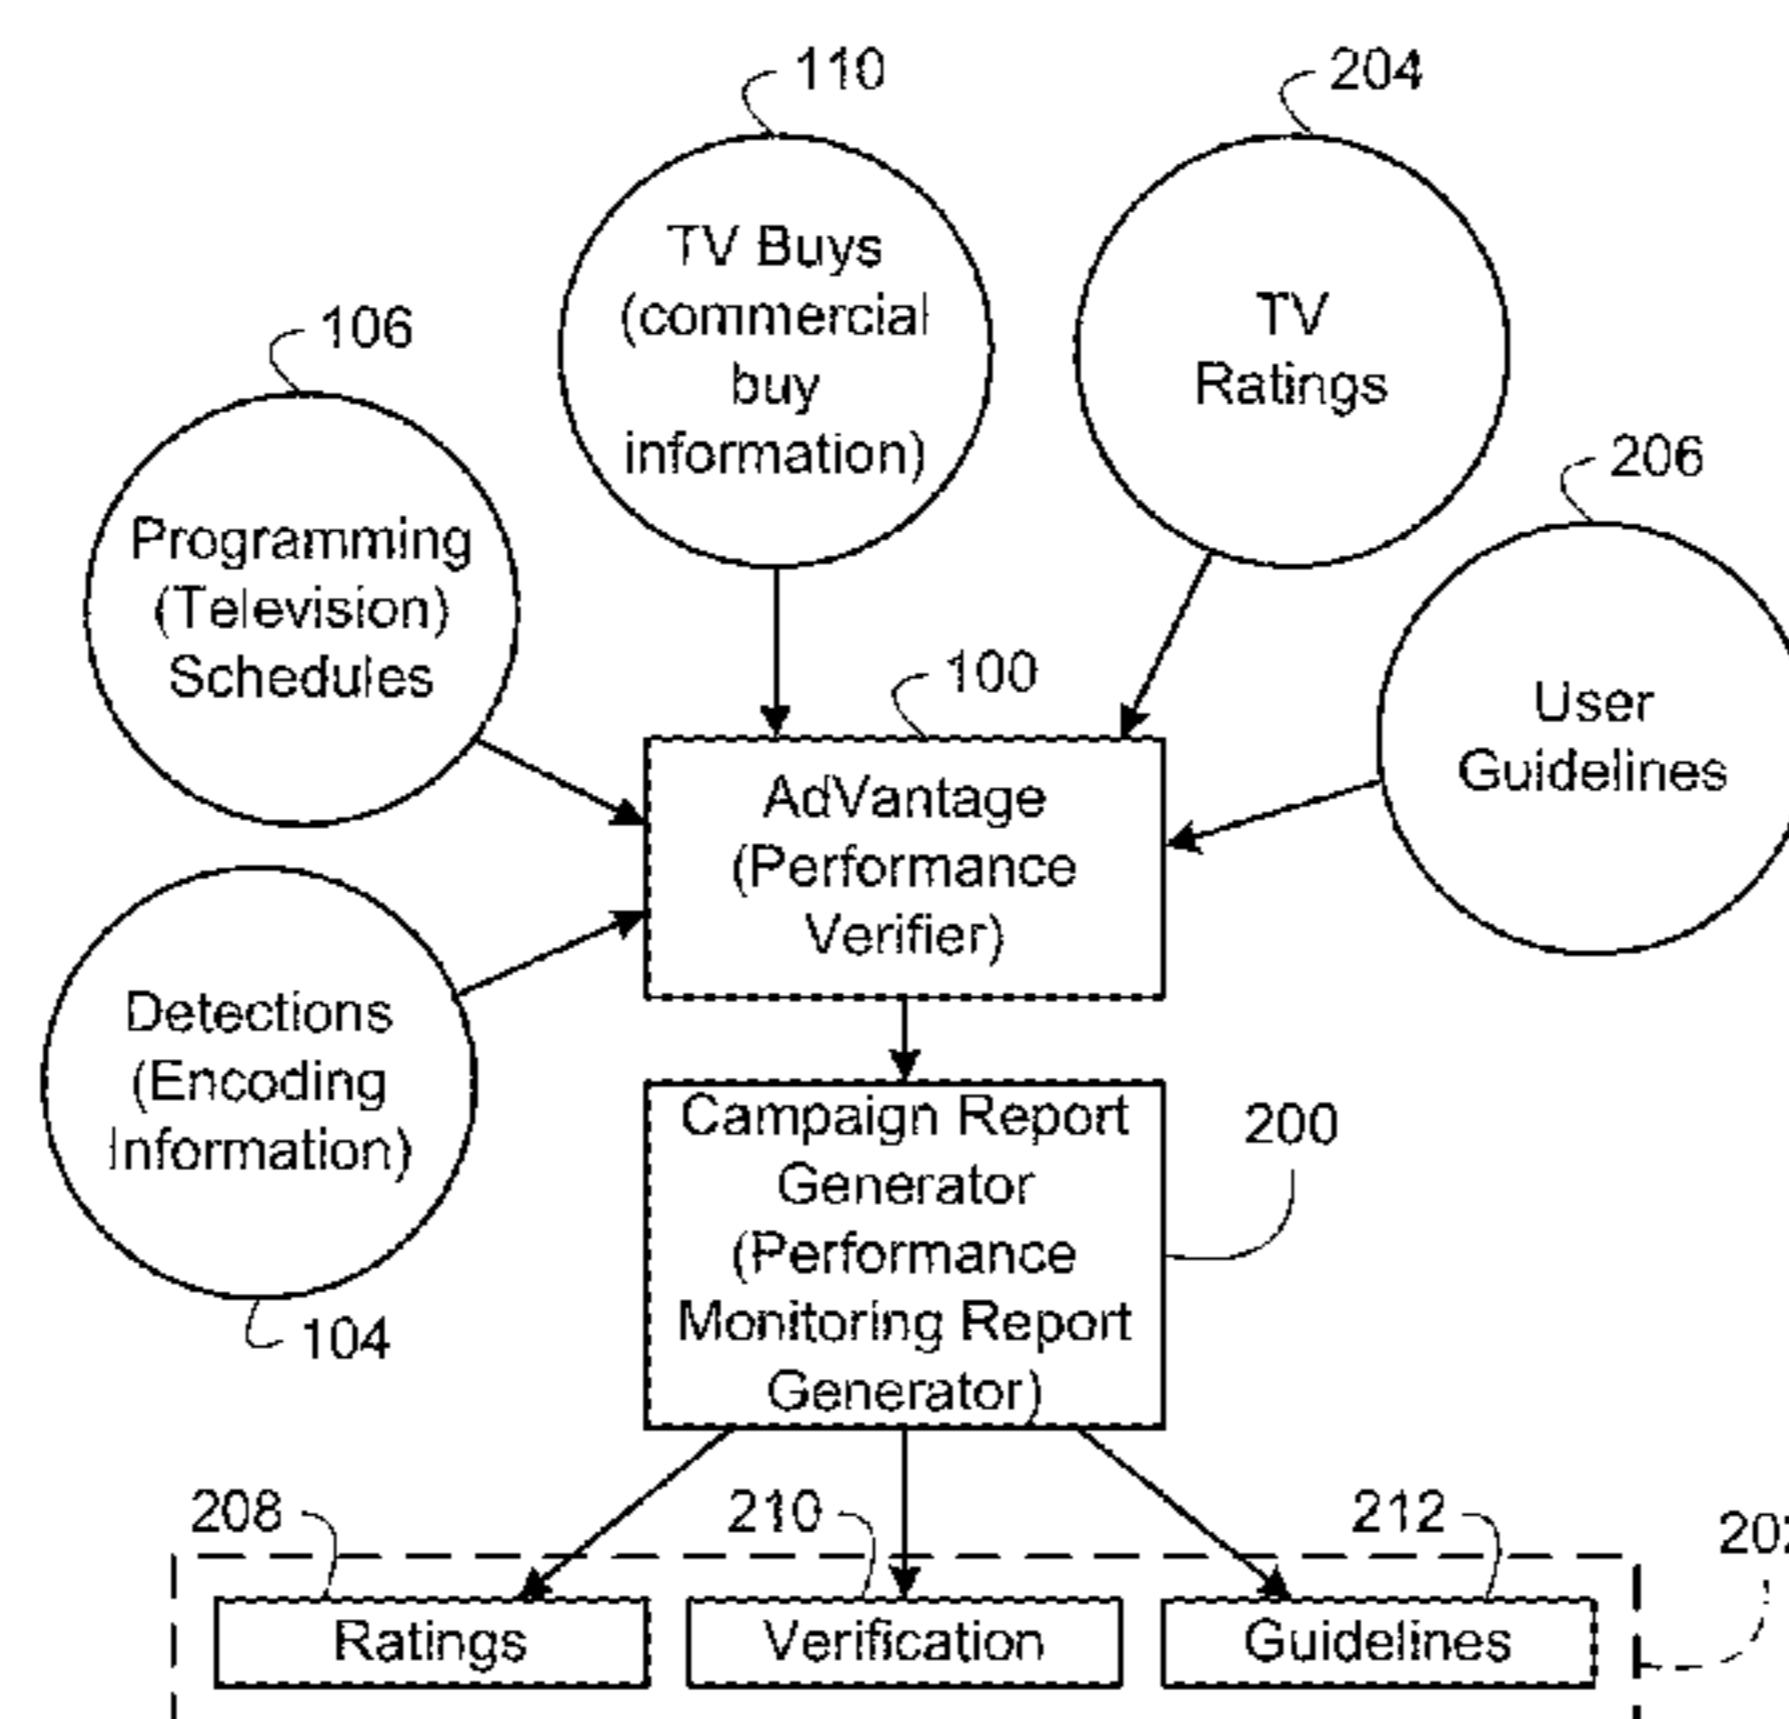 110
204
TV Buys
(commercial
buy
information)
TV
Ratings
106
206
Programming
(Television)
Schedules
User
Guidelines
100
AdVantage
(Performance
Verifier)
Detections
(Encoding
Information)
104
Campaign Report
Generator
(Performance
Monitoring Report
Generator)
200
208
210
212
Ratings
Verification
Guidelines